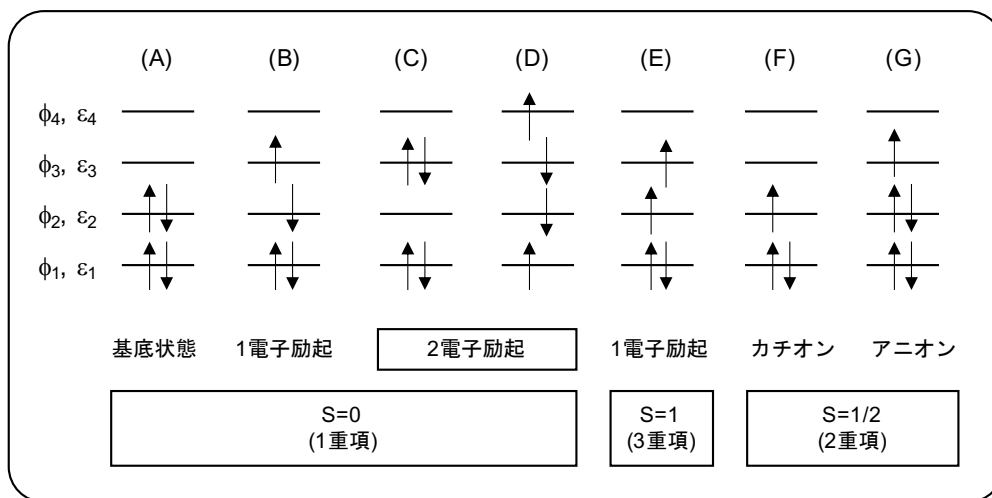 (A) (B) (C) (D) (E) (F) (G)
ϕ4, ε4
ϕ3, ε3
ϕ2, ε2
ϕ1, ε1
基底状態 1電子励起 2電子励起 1電子励起 カチオン アニオン
S=0 S=1 S=1/2
(1重項) (3重項) (2重項)